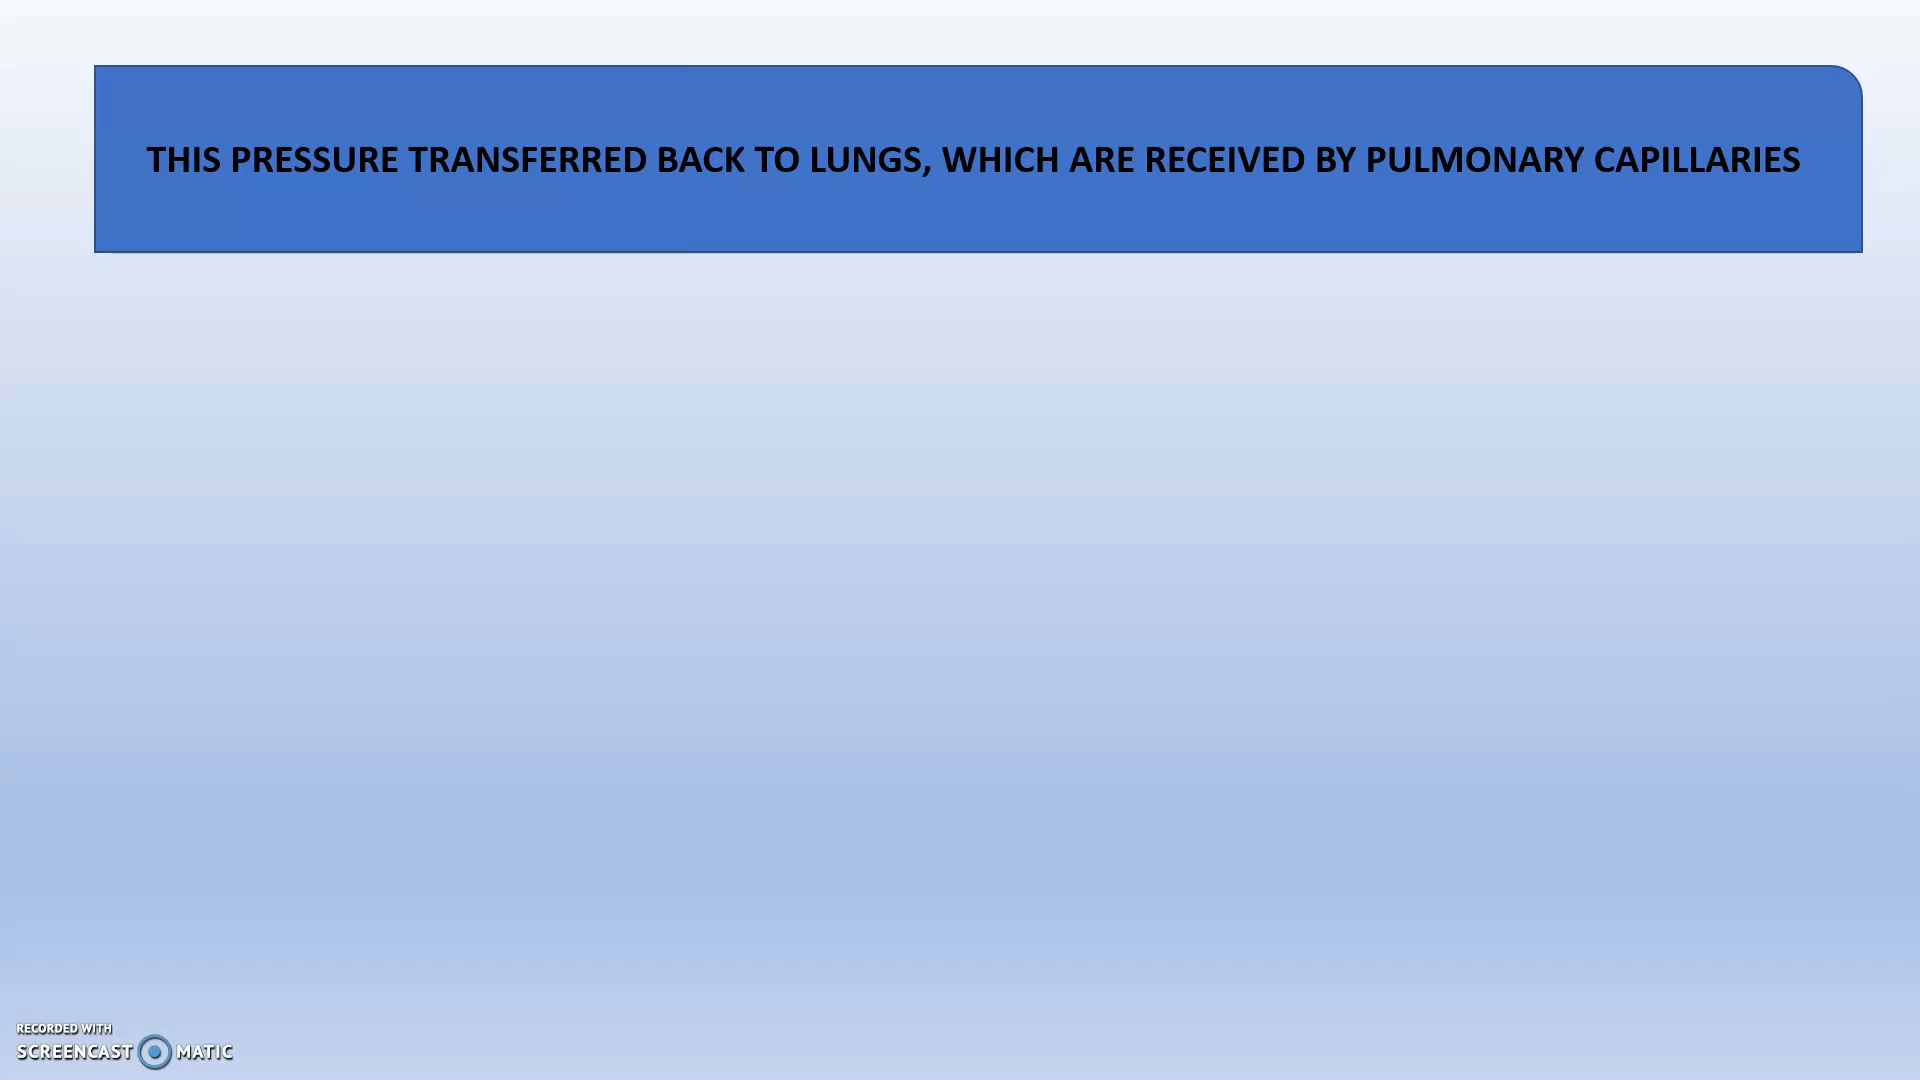 THIS PRESSURE TRANSFERRED BACK TO LUNGS, WHICH ARE RECEIVED BY PULMONARY CAPILLARIES
RECORDED WITH
SCREENCAST MATIC